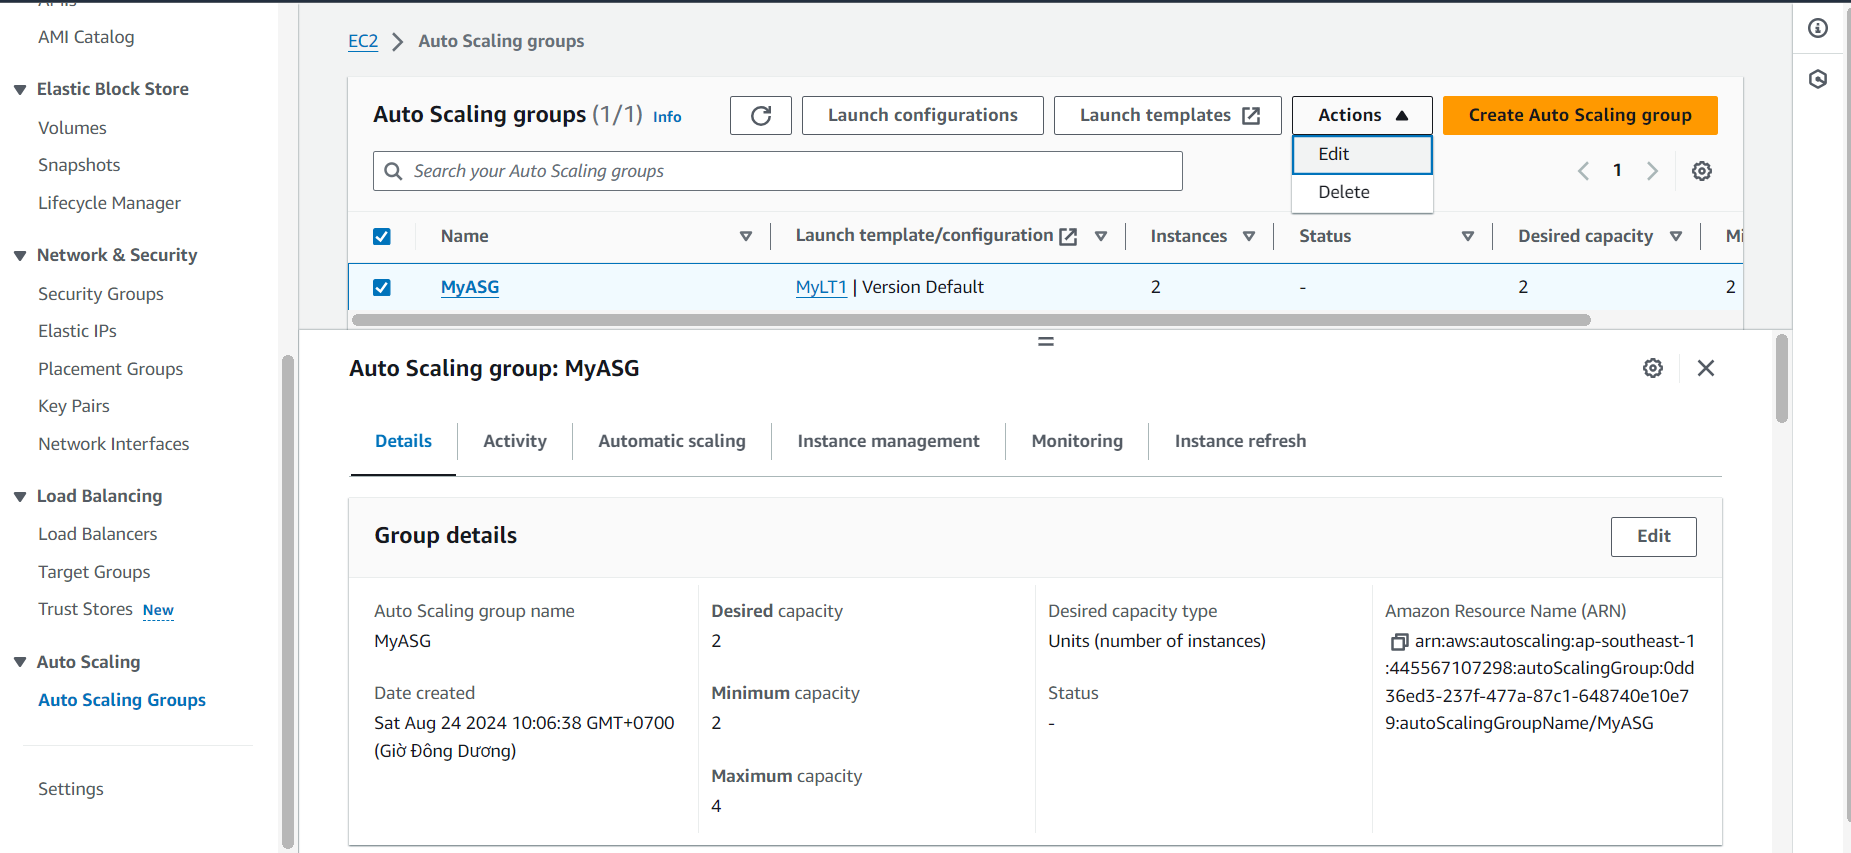 AMI Catalog
Elastic Block Store
Volumes
Snapshots
Lifecycle Manager
Network & Security
Security Groups
Elastic IPs
Placement Groups
Key Pairs
Network Interfaces
Load Balancing
Load Balancers
Target Groups
Trust Stores New
Auto Scaling
Auto Scaling Groups
Settings
EC2 > Auto Scaling groups
Auto Scaling groups (1/1) Info
Launch configurations
Launch templates
Actions
Create Auto Scaling group
Edit
Delete
Search your Auto Scaling groups
1
Name Launch template/configuration Instances Status Desired capacity Mi
MyASG MyLT1 | Version Default 2 - 2 2
Auto Scaling group: MyASG
Details Activity Automatic scaling Instance management Monitoring Instance refresh
Group details
Edit
Auto Scaling group name
MyASG
Date created
Sat Aug 24 2024 10:06:38 GMT+0700
(Giờ Đông Dương)
Desired capacity
2
Minimum capacity
2
Maximum capacity
4
Desired capacity type
Units (number of instances)
Status
-
Amazon Resource Name (ARN)
arn:aws:autoscaling:ap-southeast-1
:445567107298:autoScalingGroup:0dd
36ed3-237f-477a-87c1-648740e10e7
9:autoScalingGroupName/MyASG